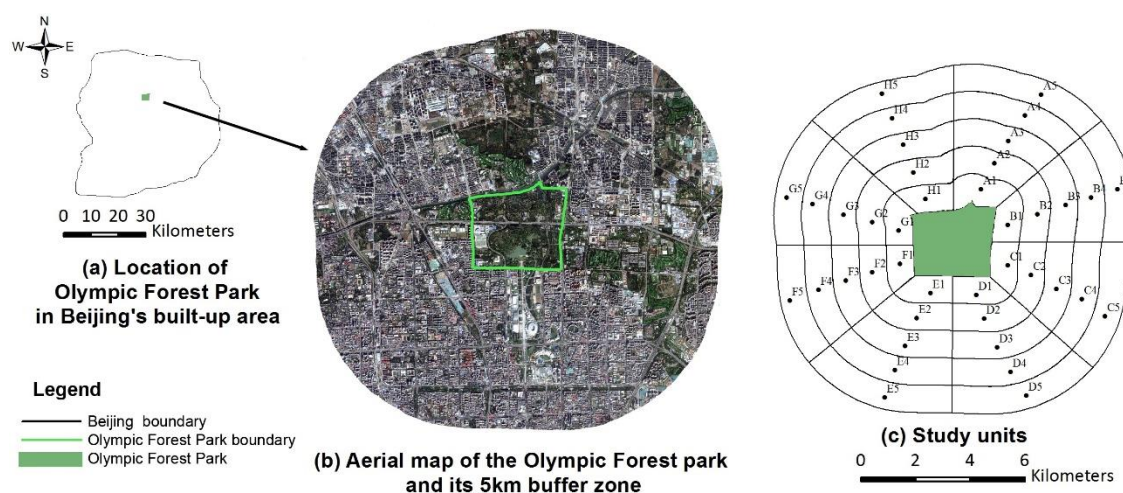 N
W E
S
0 10 20 30
Kilometers
(a) Location of
Olympic Forest Park
in Beijing's built-up area
Legend
Beijing boundary
Olympic Forest Park boundary
Olympic Forest Park
(b) Aerial map of the Olympic Forest park
and its 5km buffer zone
H5 A5
H4 A4
H3 A3
H2 A2
H1 A1
G5 G4 G3 G2 G1
B1 B2 B3 B4
F5 F4 F3 F2 F1
C1 C2 C3 C4 C5
E1 D1
E2 D2
E3 D3
E4 D4
E5 D5
(c) Study units
0 2 4 6
Kilometers